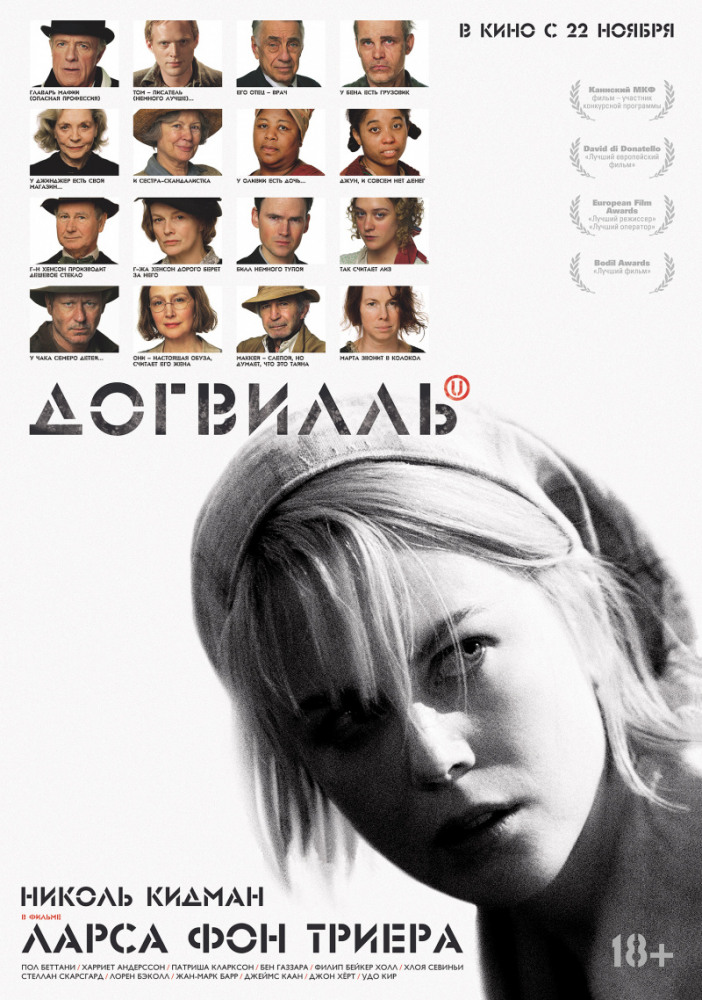 В КИНО С 22 НОЯБРЯ
ГЛАВАРЬ МАФИИ
(ОПАСНАЯ ПРОФЕССИЯ)
ТОМ – ПИСАТЕЛЬ
(НЕМНОГО ЛУЧШЕ)...
ЕГО ОТЕЦ – ВРАЧ
У БЕНА ЕСТЬ ГРУЗОВИК
У ДЖИНДЖЕР ЕСТЬ СВОЙ
МАГАЗИН...
И СЕСТРА-СКАНДАЛИСТКА
У ОЛИВИИ ЕСТЬ ДОЧЬ...
ДЖУН, И СОВСЕМ НЕТ ДЕНЕГ
Г-Н ХЕНСОН ПРОИЗВОДИТ
ДЕШЕВОЕ СТЕКЛО
Г-ЖА ХЕНСОН ДОРОГО БЕРЕТ
ЗА НЕГО
БИЛЛ НЕМНОГО ТУПОЙ
ТАК СЧИТАЕТ ЛИЗ
У ЧАКА СЕМЕРО ДЕТЕЙ...
ОНИ – НАСТОЯЩАЯ ОБУЗА,
СЧИТАЕТ ЕГО ЖЕНА
МАККЕЙ – СЛЕПОЙ, НО
ДУМАЕТ, ЧТО ЭТО ТАЙНА
МАРТА ЗВОНИТ В КОЛОКОЛ
Каннский МКФ
фильм – участник
конкурсной программы
David di Donatello
«Лучший европейский
фильм»
European Film
Awards
«Лучший режиссер»
«Лучший оператор»
Bodil Awards
«Лучший фильм»
ДОГВИЛЛЬ
НИКОЛЬ КИДМАН
В ФИЛЬМЕ
ЛАРСА ФОН ТРИЕРА
ПОЛ БЕТТАНИ / ХАРРИЕТ АНДЕРССОН / ПАТРИША КЛАРКСОН / БЕН ГАЗЗАРА / ФИЛИП БЕЙКЕР ХОЛЛ / ХЛОЯ СЕВИНЬИ
СТЕЛЛАН СКАРСГАРД / ЛОРЕН БЭКОЛЛ / ЖАН-МАРК БАРР / ДЖЕЙМС КААН / ДЖОН ХЁРТ / УДО КИР
18+